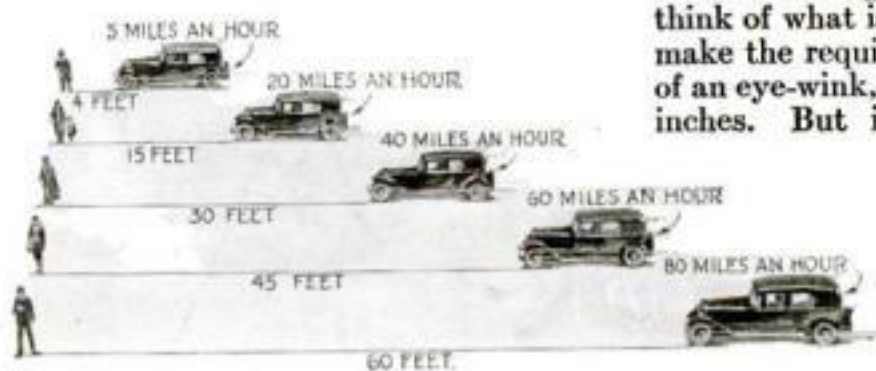 5 MILES AN HOUR
4 FEET
20 MILES AN HOUR
15 FEET
40 MILES AN HOUR
30 FEET
60 MILES AN HOUR
45 FEET
80 MILES AN HOUR
60 FEET.
think of what i
make the requi
of an eye-wink,
inches. But i